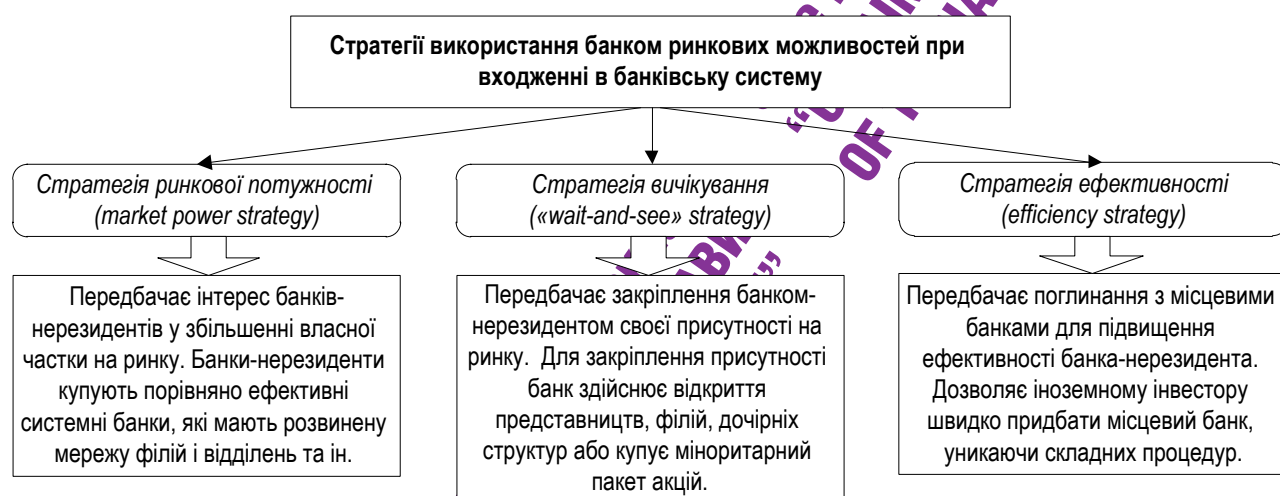 Стратегії використання банком ринкових можливостей при
входженні в банківську систему
Стратегія ринкової потужності
(market power strategy)
Передбачає інтерес банків-
нерезидентів у збільшенні власної
частки на ринку. Банки-нерезиденти
купують порівняно ефективні
системні банки, які мають розвинену
мережу філій і відділень та ін.
Стратегія вичікування
(«wait-and-see» strategy)
Передбачає закріплення банком-
нерезидентом своєї присутності на
ринку. Для закріплення присутності
банк здійснює відкриття
представництв, філій, дочірніх
структур або купує міноритарний
пакет акцій.
Стратегія ефективності
(efficiency strategy)
Передбачає поглинання з місцевими
банками для підвищення
ефективності банка-нерезидента.
Дозволяє іноземному інвестору
швидко придбати місцевий банк,
уникаючи складних процедур.
OF